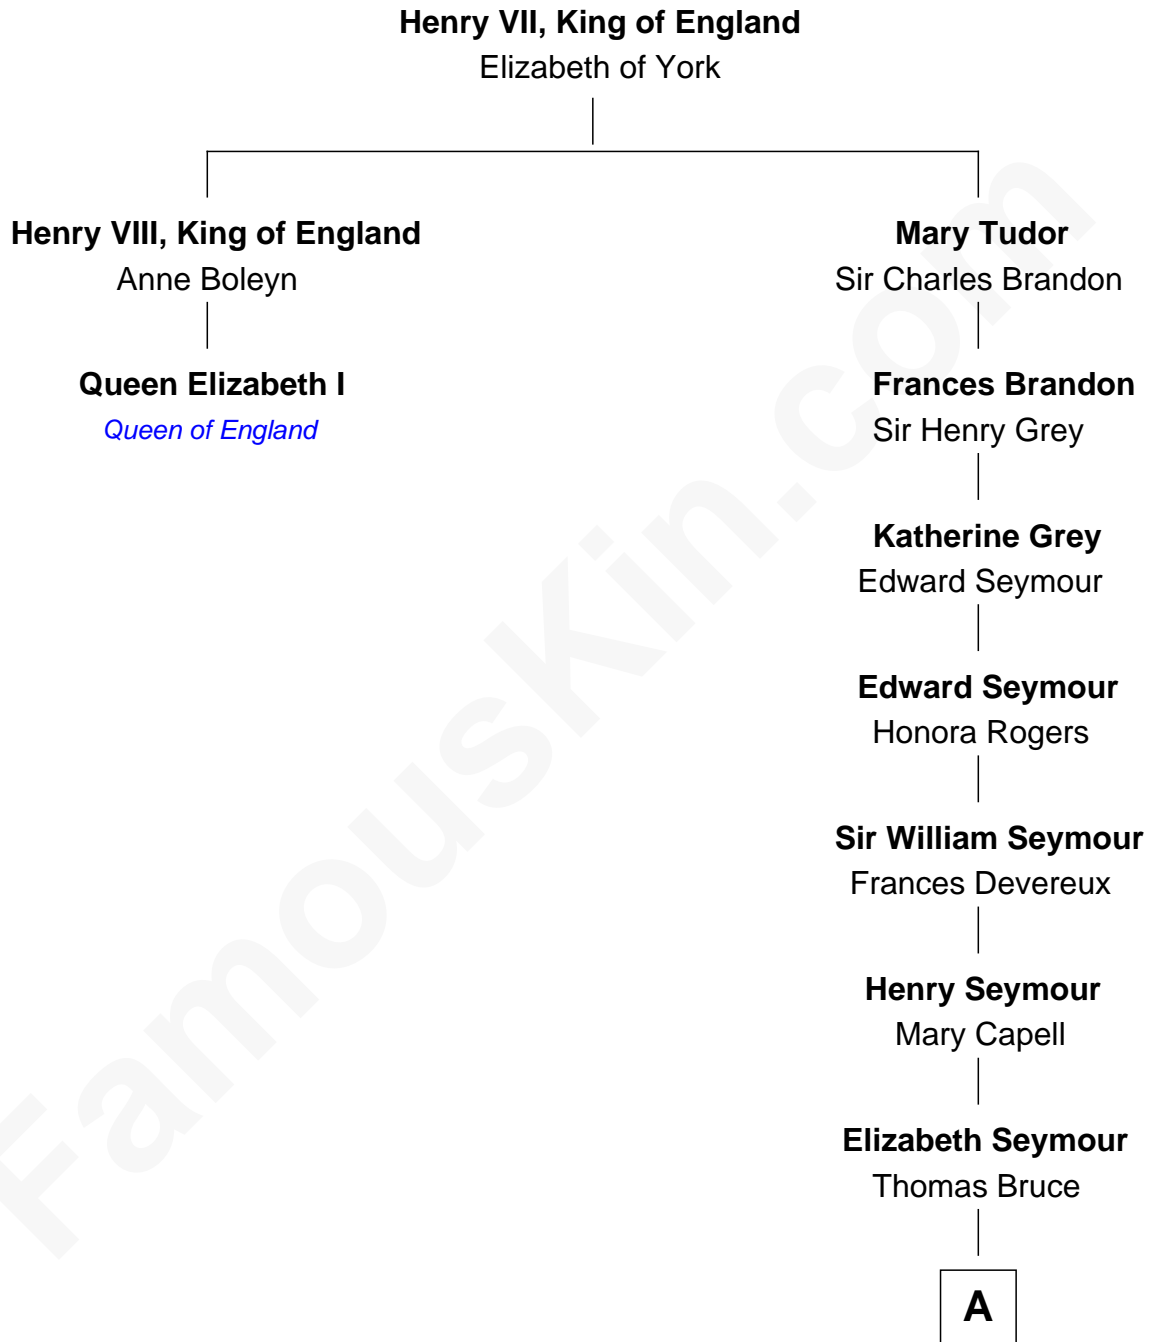 Henry VII, King of England
Elizabeth of York
Henry VIII, King of England
Anne Boleyn
Queen Elizabeth I
Queen of England
Mary Tudor
Sir Charles Brandon
Frances Brandon
Sir Henry Grey
Katherine Grey
Edward Seymour
Edward Seymour
Honora Rogers
Sir William Seymour
Frances Devereux
Henry Seymour
Mary Capell
Elizabeth Seymour
Thomas Bruce
A
FamousKin.com